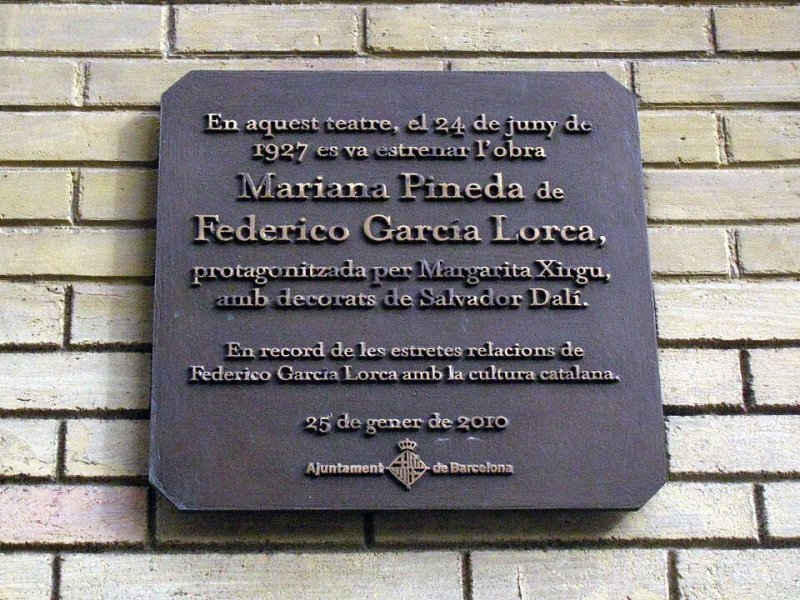 En aquest teatre, el 24 de juny de
1927 es va estrenar l'obra
Mariana Pineda de
Federico García Lorca,
protagonitzada per Margarita Xirgu,
amb decorats de Salvador Dalí.
En record de les estretes relacions de
Federico García Lorca amb la cultura catalana.
25 de gener de 2010
Ajuntament de Barcelona